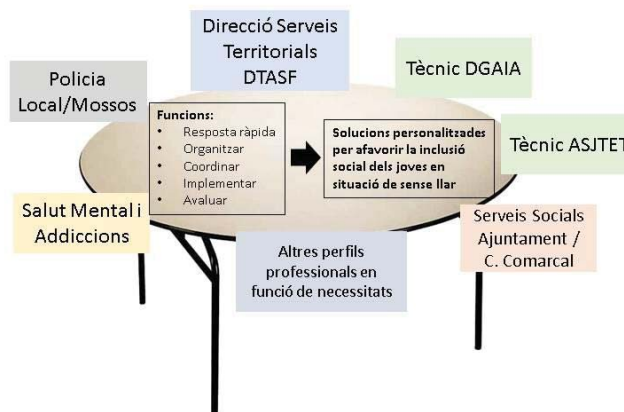 Direcció Serveis
Territorials
DTASF
Tècnic DGAIA
Policia
Local/Mossos
Funcions:
• Resposta ràpida
• Organitzar
• Coordinar
• Implementar
• Avaluar
Solucions personalitzades
per afavorir la inclusió
social dels joves en
situació de sense llar
Tècnic ASJTET
Salut Mental i
Addiccions
Altres perfils
professionals en
funció de necessitats
Serveis Socials
Ajuntament /
C. Comarcal